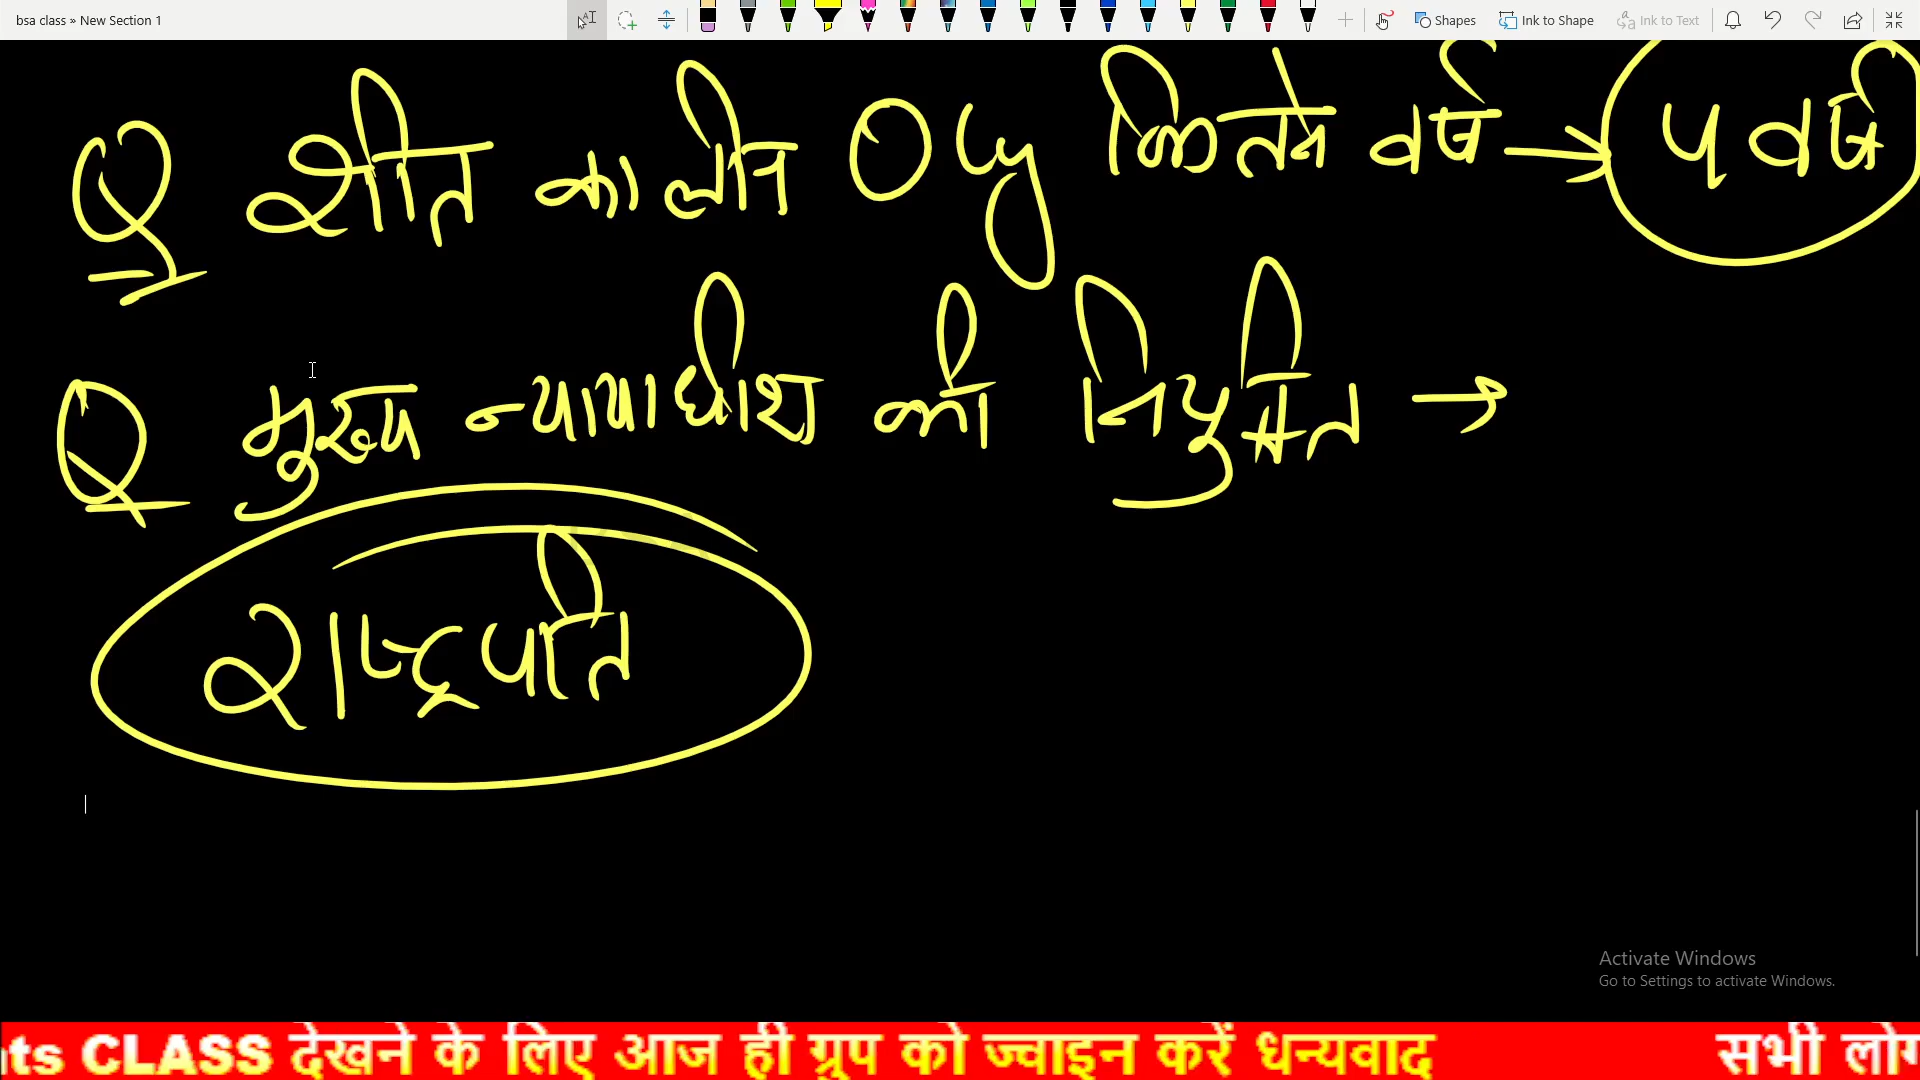 bsa class » New Section 1
Shapes Ink to Shape Ink to Text
Q शीत कालीन Oly कितने वर्ष → 4 वर्ष
Q मुख्य न्यायाधीश की नियुक्ति →
राष्ट्रपति
Activate Windows
Go to Settings to activate Windows.
ts CLASS देखने के लिए आज ही ग्रुप को ज्वाइन करें धन्यवाद सभी लोग